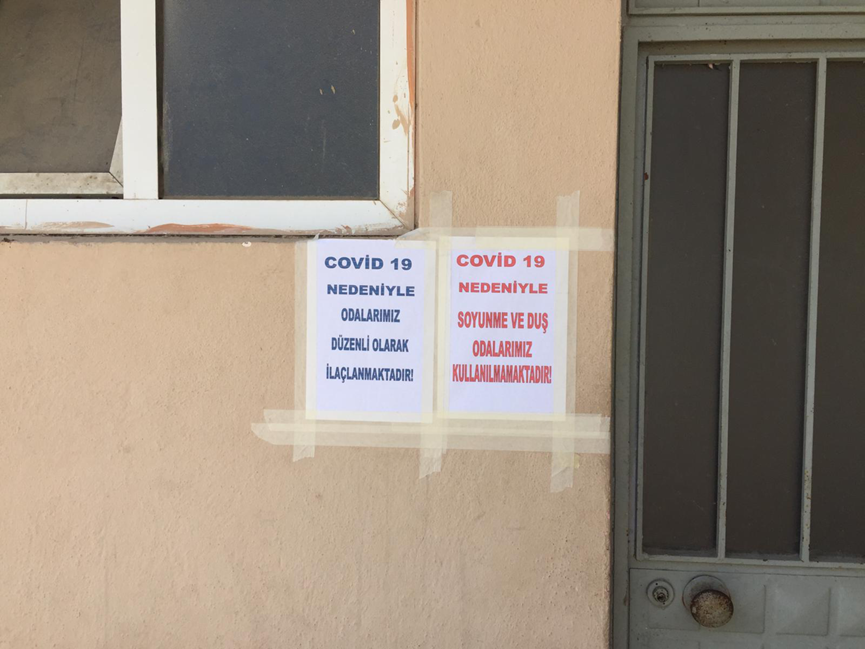 COVİD 19
NEDENİYLE
ODALARIMIZ
DÜZENLİ OLARAK
İLAÇLANMAKTADIR!
COVİD 19
NEDENİYLE
SOYUNME VE DUŞ
ODALARIMIZ
KULLANILMAMAKTADIR!